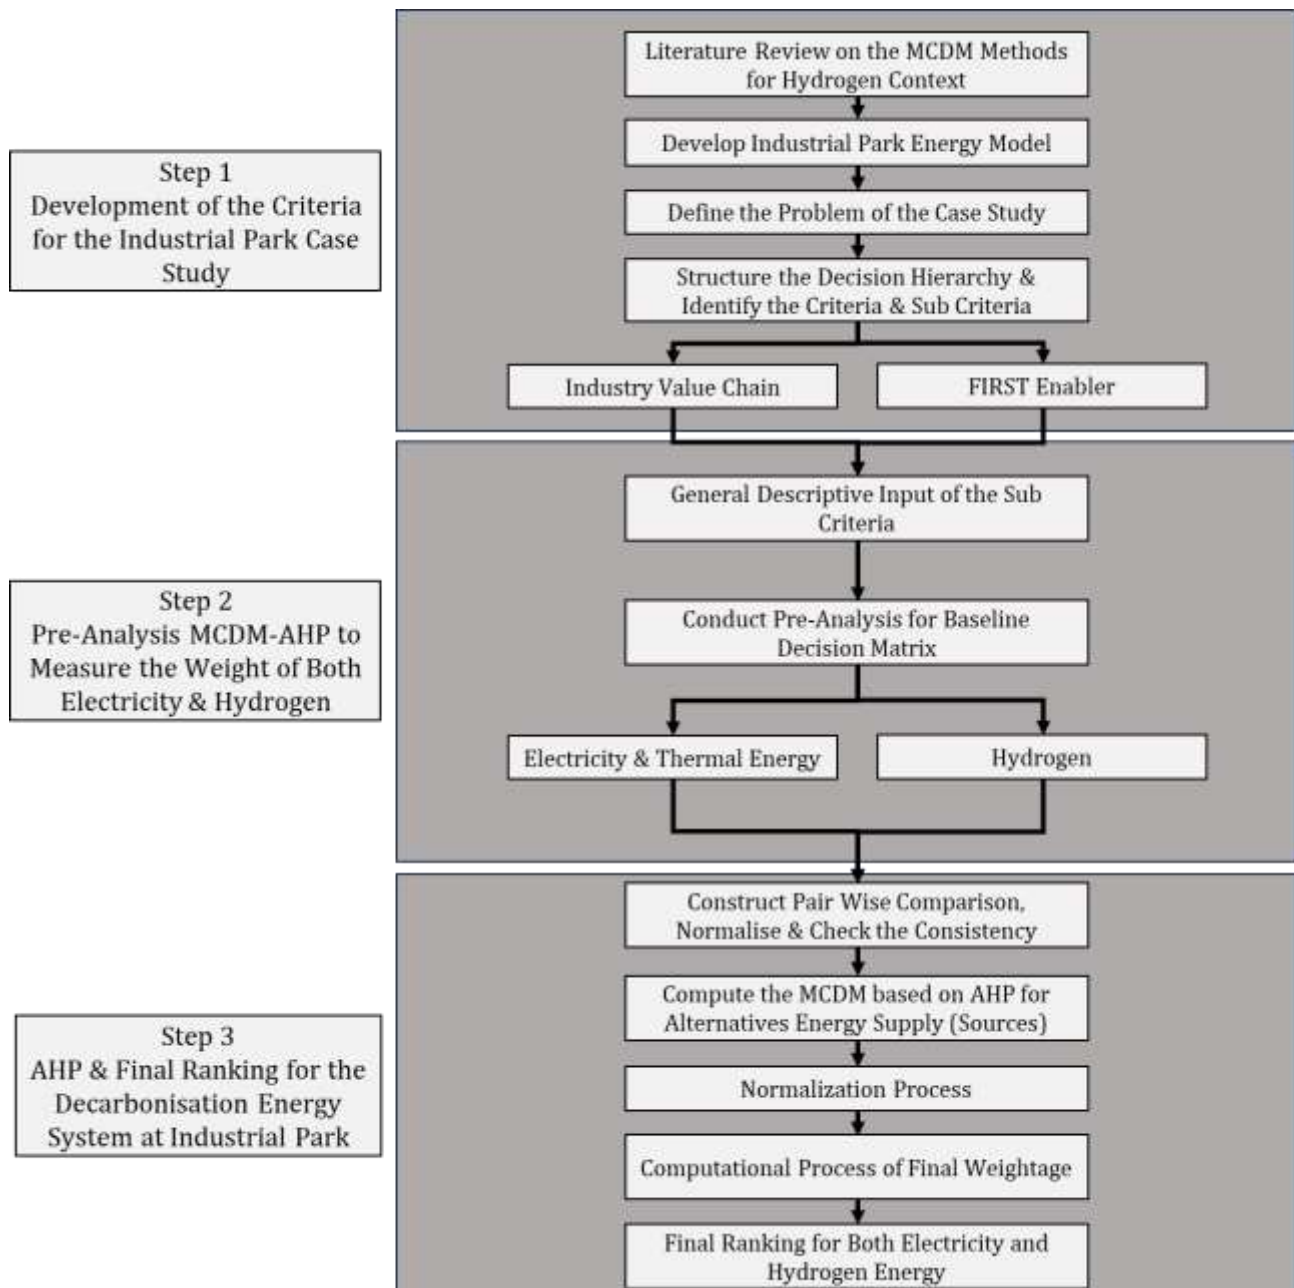 Literature Review on the MCDM Methods
for Hydrogen Context
Develop Industrial Park Energy Model
Step 1
Development of the Criteria
for the Industrial Park Case
Study
Define the Problem of the Case Study
Structure the Decision Hierarchy &
Identify the Criteria & Sub Criteria
Industry Value Chain
FIRST Enabler
General Descriptive Input of the Sub
Criteria
Step 2
Pre-Analysis MCDM-AHP to
Measure the Weight of Both
Electricity & Hydrogen
Conduct Pre-Analysis for Baseline
Decision Matrix
Electricity & Thermal Energy
Hydrogen
Construct Pair Wise Comparison,
Normalise & Check the Consistency
Step 3
AHP & Final Ranking for the
Decarbonisation Energy
System at Industrial Park
Compute the MCDM based on AHP for
Alternatives Energy Supply (Sources)
Normalization Process
Computational Process of Final Weightage
Final Ranking for Both Electricity and
Hydrogen Energy